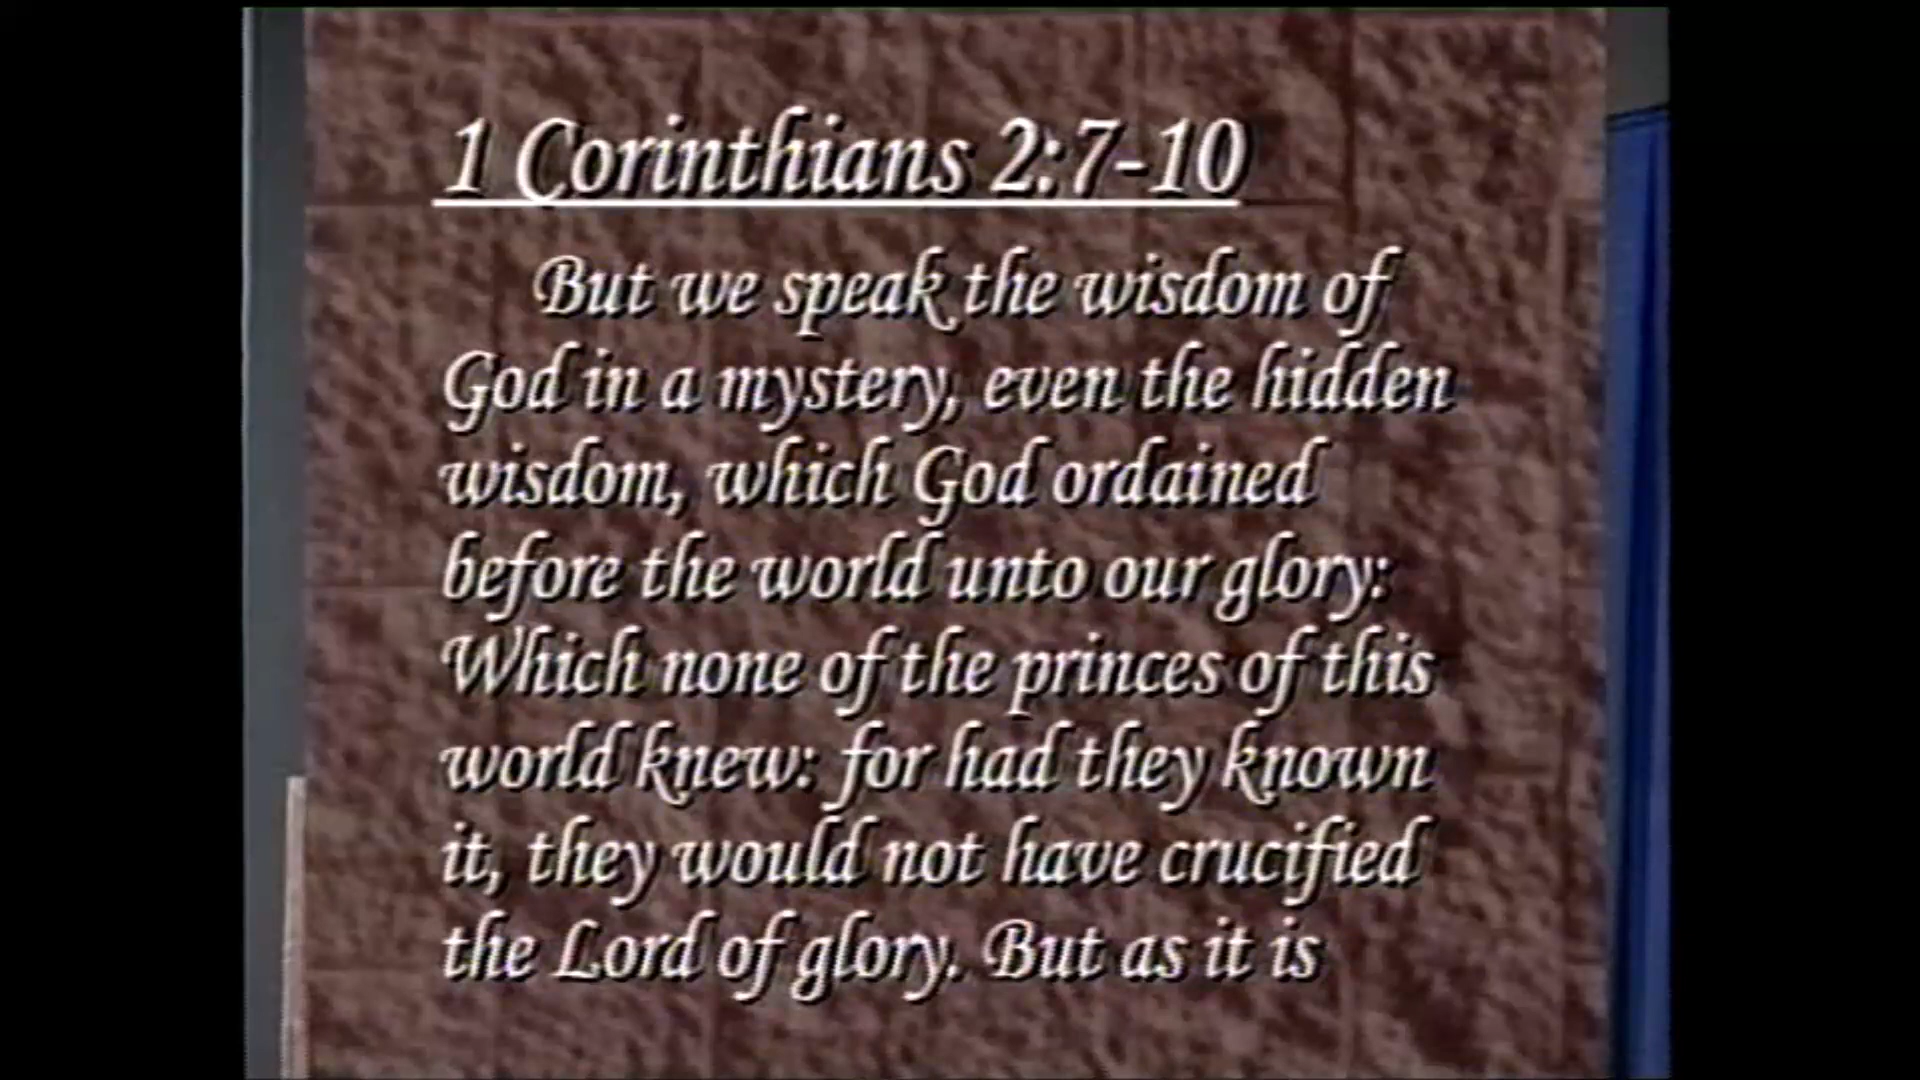 1 Corinthians 2:7-10
But we speak the wisdom of
God in a mystery, even the hidden
wisdom, which God ordained
before the world unto our glory:
Which none of the princes of this
world knew: for had they known
it, they would not have crucified
the Lord of glory. But as it is